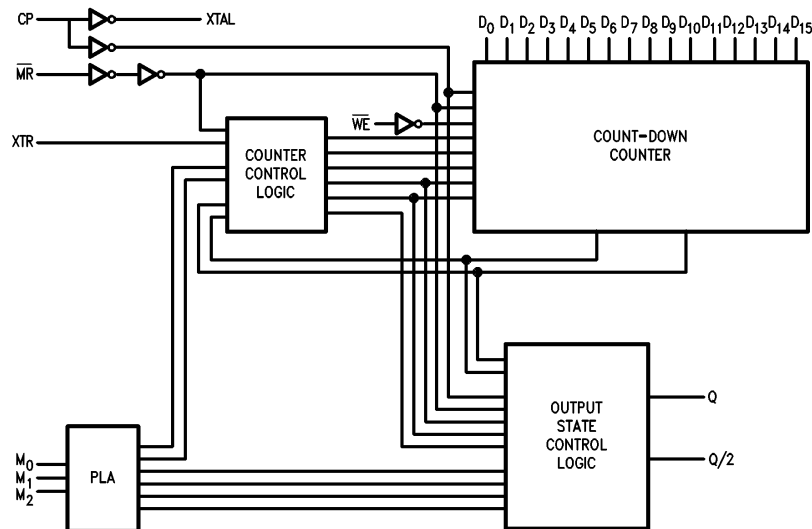 CP
XTAL
D0 D1 D2 D3 D4 D5 D6 D7 D8 D9 D10 D11 D12 D13 D14 D15
MR
WE
XTR
COUNTER
CONTROL
LOGIC
COUNT-DOWN
COUNTER
OUTPUT
STATE
CONTROL
LOGIC
Q
Q/2
M0
M1
M2
PLA